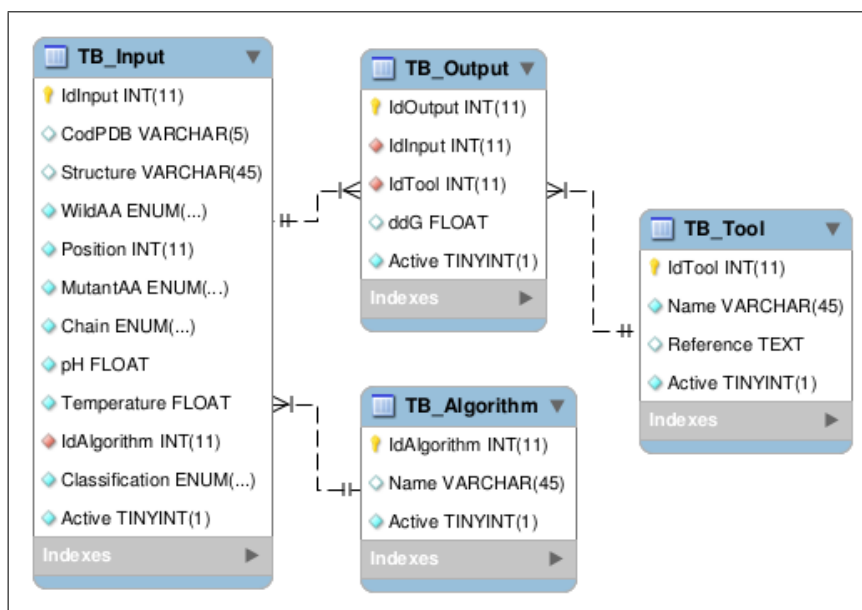 TB_Input
IdInput INT(11)
CodPDB VARCHAR(5)
Structure VARCHAR(45)
WildAA ENUM(...)
Position INT(11)
MutantAA ENUM(...)
Chain ENUM(...)
pH FLOAT
Temperature FLOAT
IdAlgorithm INT(11)
Classification ENUM(...)
Active TINYINT(1)
Indexes
TB_Output
IdOutput INT(11)
IdInput INT(11)
IdTool INT(11)
ddG FLOAT
Active TINYINT(1)
Indexes
TB_Algorithm
IdAlgorithm INT(11)
Name VARCHAR(45)
Active TINYINT(1)
Indexes
TB_Tool
IdTool INT(11)
Name VARCHAR(45)
Reference TEXT
Active TINYINT(1)
Indexes